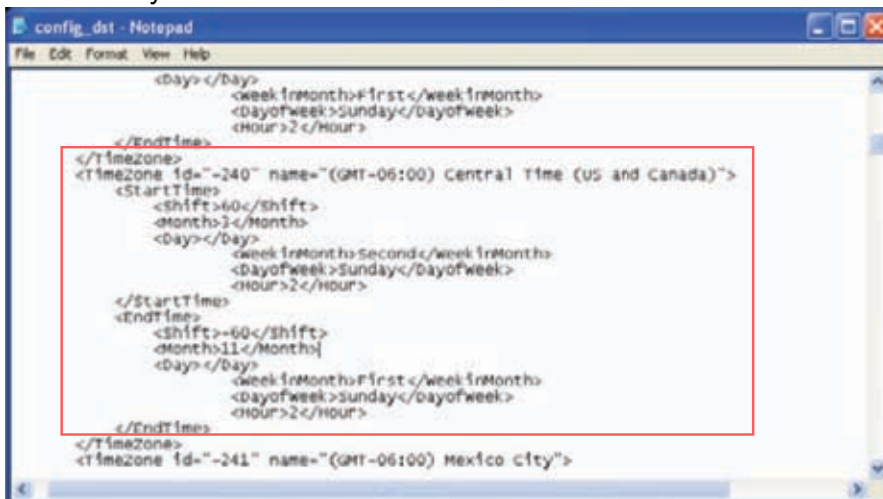 config_dst - Notepad
File Edit Format View Help
<Day></Day>
<WeekinMonth>First</WeekinMonth>
<DayofWeek>Sunday</DayofWeek>
<Hour>2</Hour>
</EndTime>
</TimeZone>
<TimeZone id="-240" name="(GMT-06:00) Central Time (US and Canada)">
<StartTime>
<Shift>60</Shift>
<Month>3</Month>
<Day></Day>
<WeekinMonth>Second</WeekinMonth>
<DayofWeek>Sunday</DayofWeek>
<Hour>2</Hour>
</StartTime>
<EndTime>
<Shift>-60</Shift>
<Month>11</Month>
<Day></Day>
<WeekinMonth>First</WeekinMonth>
<DayofWeek>Sunday</DayofWeek>
<Hour>2</Hour>
</EndTime>
</TimeZone>
<TimeZone id="-241" name="(GMT-06:00) Mexico City">